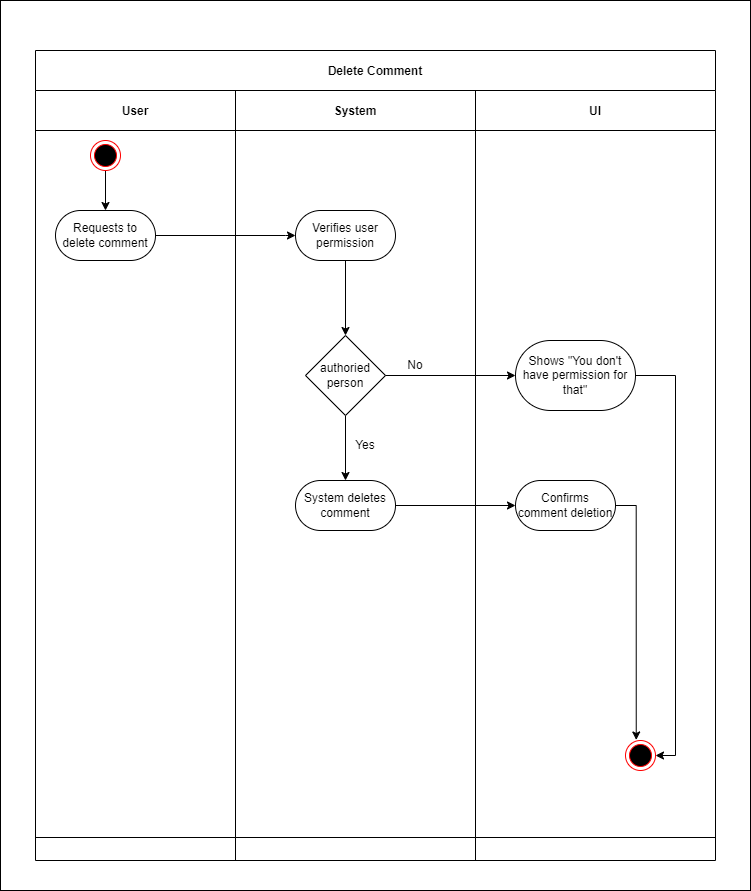 Delete Comment
User
System
UI
Requests to
delete comment
Verifies user
permission
authoried
person
No
Shows "You don't
have permission for
that"
Yes
System deletes
comment
Confirms
comment deletion